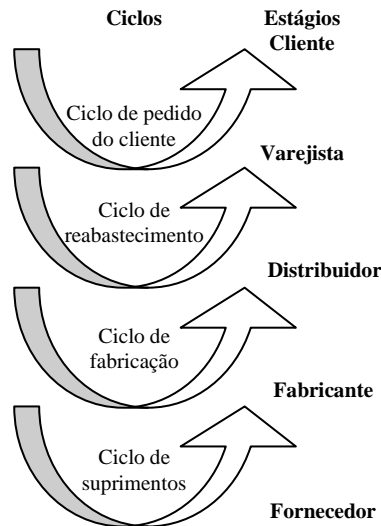 Ciclos
Estágios
Cliente
Ciclo de pedido
do cliente
Varejista
Ciclo de
reabastecimento
Distribuidor
Ciclo de
fabricação
Fabricante
Ciclo de
suprimentos
Fornecedor